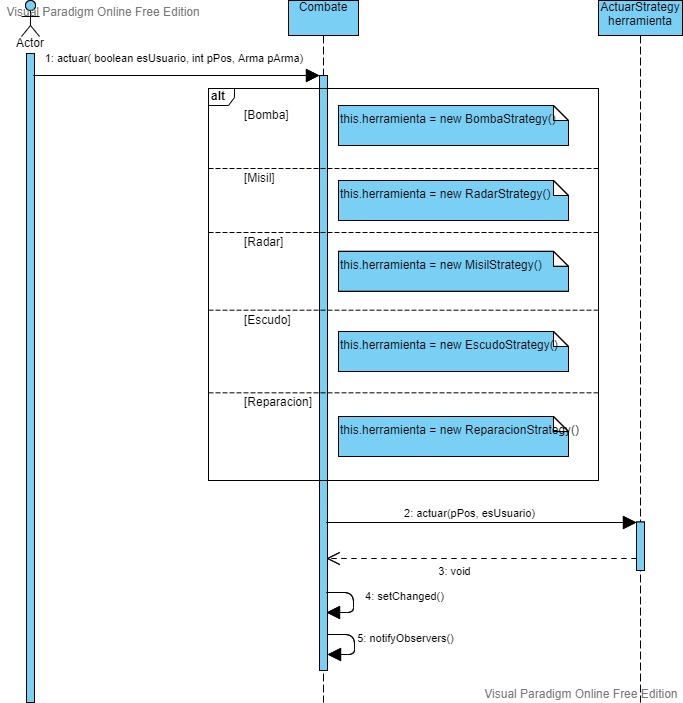 Visual Paradigm Online Free Edition
Actor
Combate
ActuarStrategy
herramienta
1: actuar( boolean esUsuario, int pPos, Arma pArma)
alt
[Bomba]
this.herramienta = new BombaStrategy()
[Misil]
this.herramienta = new RadarStrategy()
[Radar]
this.herramienta = new MisilStrategy()
[Escudo]
this.herramienta = new EscudoStrategy()
[Reparacion]
this.herramienta = new ReparacionStrategy()
2: actuar(pPos, esUsuario)
3: void
4: setChanged()
5: notifyObservers()
Visual Paradigm Online Free Edition